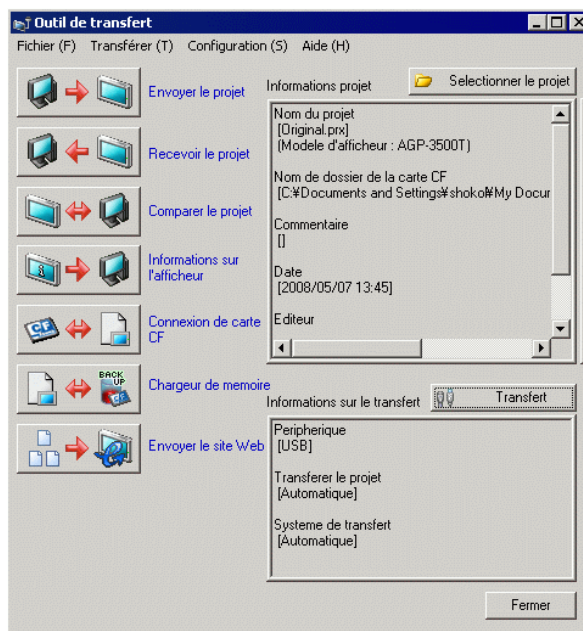 Outil de transfert
Fichier (F) Transférer (T) Configuration (S) Aide (H)
Envoyer le projet
Recevoir le projet
Comparer le projet
Informations sur
l'afficheur
CF
Connexion de carte
CF
BACK
UP
Chargeur de memoire
Envoyer le site Web
Informations projet
Selectionner le projet
Nom du projet
[Original.prx]
(Modele d'afficheur : AGP-3500T)
Nom de dossier de la carte CF
[C:¥Documents and Settings¥shoko¥My Docur
Commentaire
[]
Date
[2008/05/07 13:45]
Editeur
Informations sur le transfert
Transfert
Peripherique
[USB]
Transferer le projet
[Automatique]
Systeme de transfert
[Automatique]
Fermer